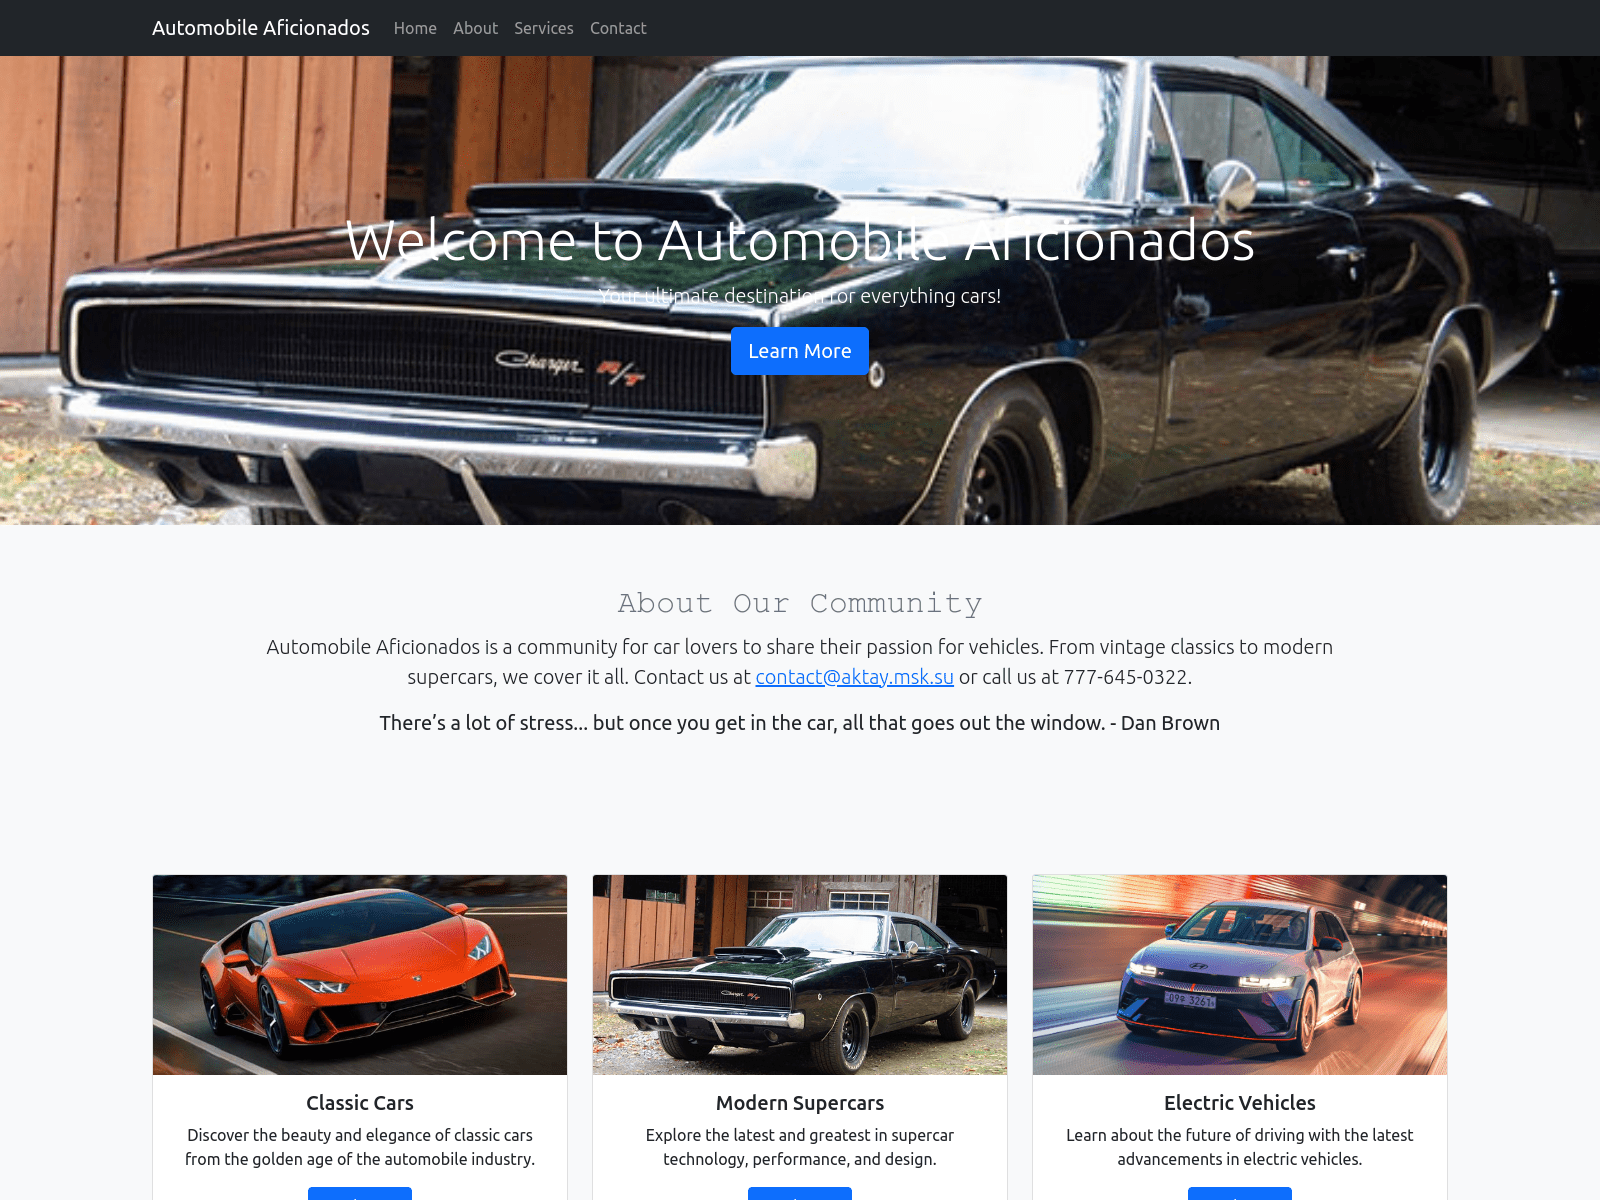 Automobile Aficionados Home About Services Contact
Welcome to Automobile Aficionados
Your ultimate destination for everything cars!
Learn More
Charger R/T
About Our Community
Automobile Aficionados is a community for car lovers to share their passion for vehicles. From vintage classics to modern
supercars, we cover it all. Contact us at contact@aktay.msk.su or call us at 777-645-0322.
There’s a lot of stress... but once you get in the car, all that goes out the window. - Dan Brown
Charger R/T
Classic Cars
Modern Supercars
Electric Vehicles
Discover the beauty and elegance of classic cars
from the golden age of the automobile industry.
Explore the latest and greatest in supercar
technology, performance, and design.
Learn about the future of driving with the latest
advancements in electric vehicles.